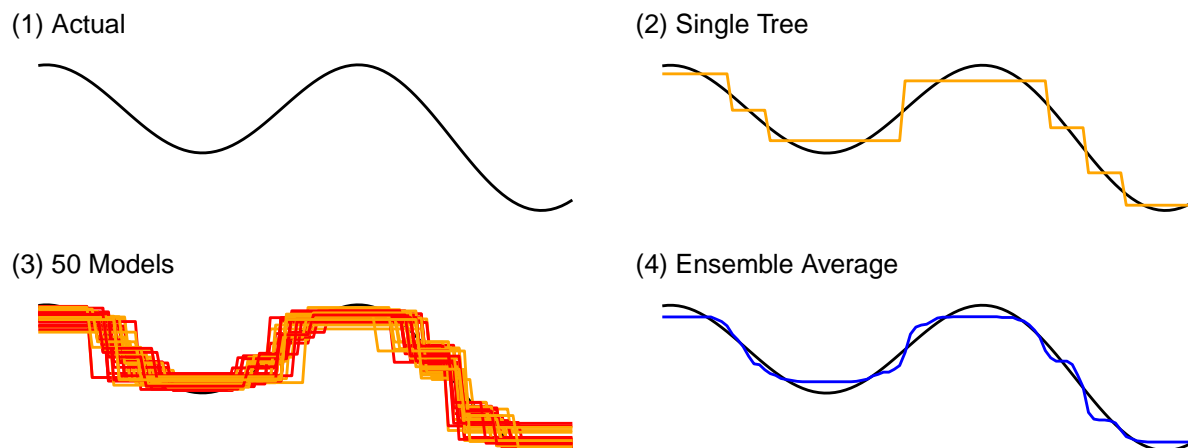 (1) Actual
(2) Single Tree
(3) 50 Models
(4) Ensemble Average